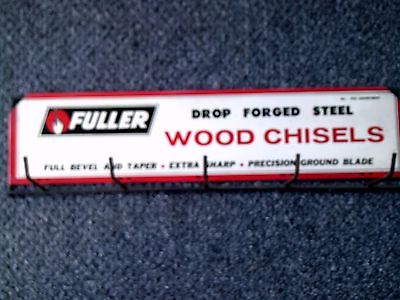 FULLER
DROP FORGED STEEL
WOOD CHISELS
FULL BEVEL AND TAPER • EXTRA SHARP • PRECISION GROUND BLADE